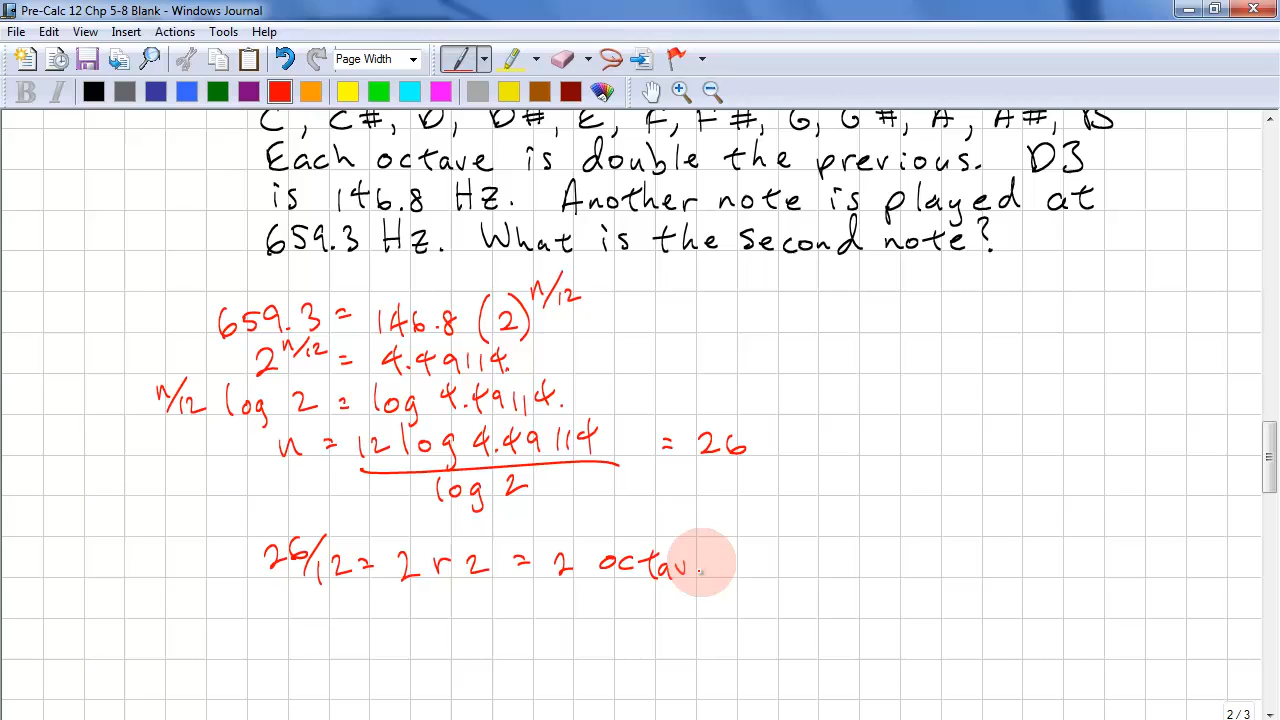 Pre-Calc 12 Chp 5-8 Blank - Windows Journal
File Edit View Insert Actions Tools Help
Page Width
B I
C, C#, D, D#, E, F, F#, G, G#, A, A#, B
Each octave is double the previous. D3
is 146.8 Hz. Another note is played at
659.3 Hz. What is the second note?
659.3 = 146.8 (2)^n/12
2^n/12 = 4.49114.
n/12 log 2 = log 4.49114.
n = 12 log 4.49114 = 26
log 2
26/12 = 2 r 2 = 2 octav
2/3